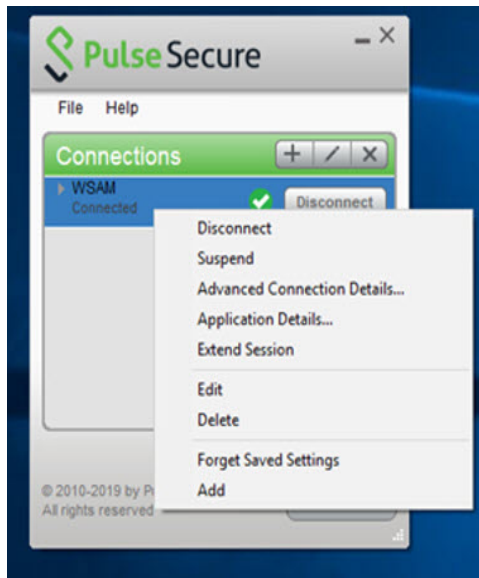 Pulse Secure
File Help
Connections
WSAM
Connected
Disconnect
Disconnect
Suspend
Advanced Connection Details...
Application Details...
Extend Session
Edit
Delete
Forget Saved Settings
Add
© 2010-2019 by
All rights reserved